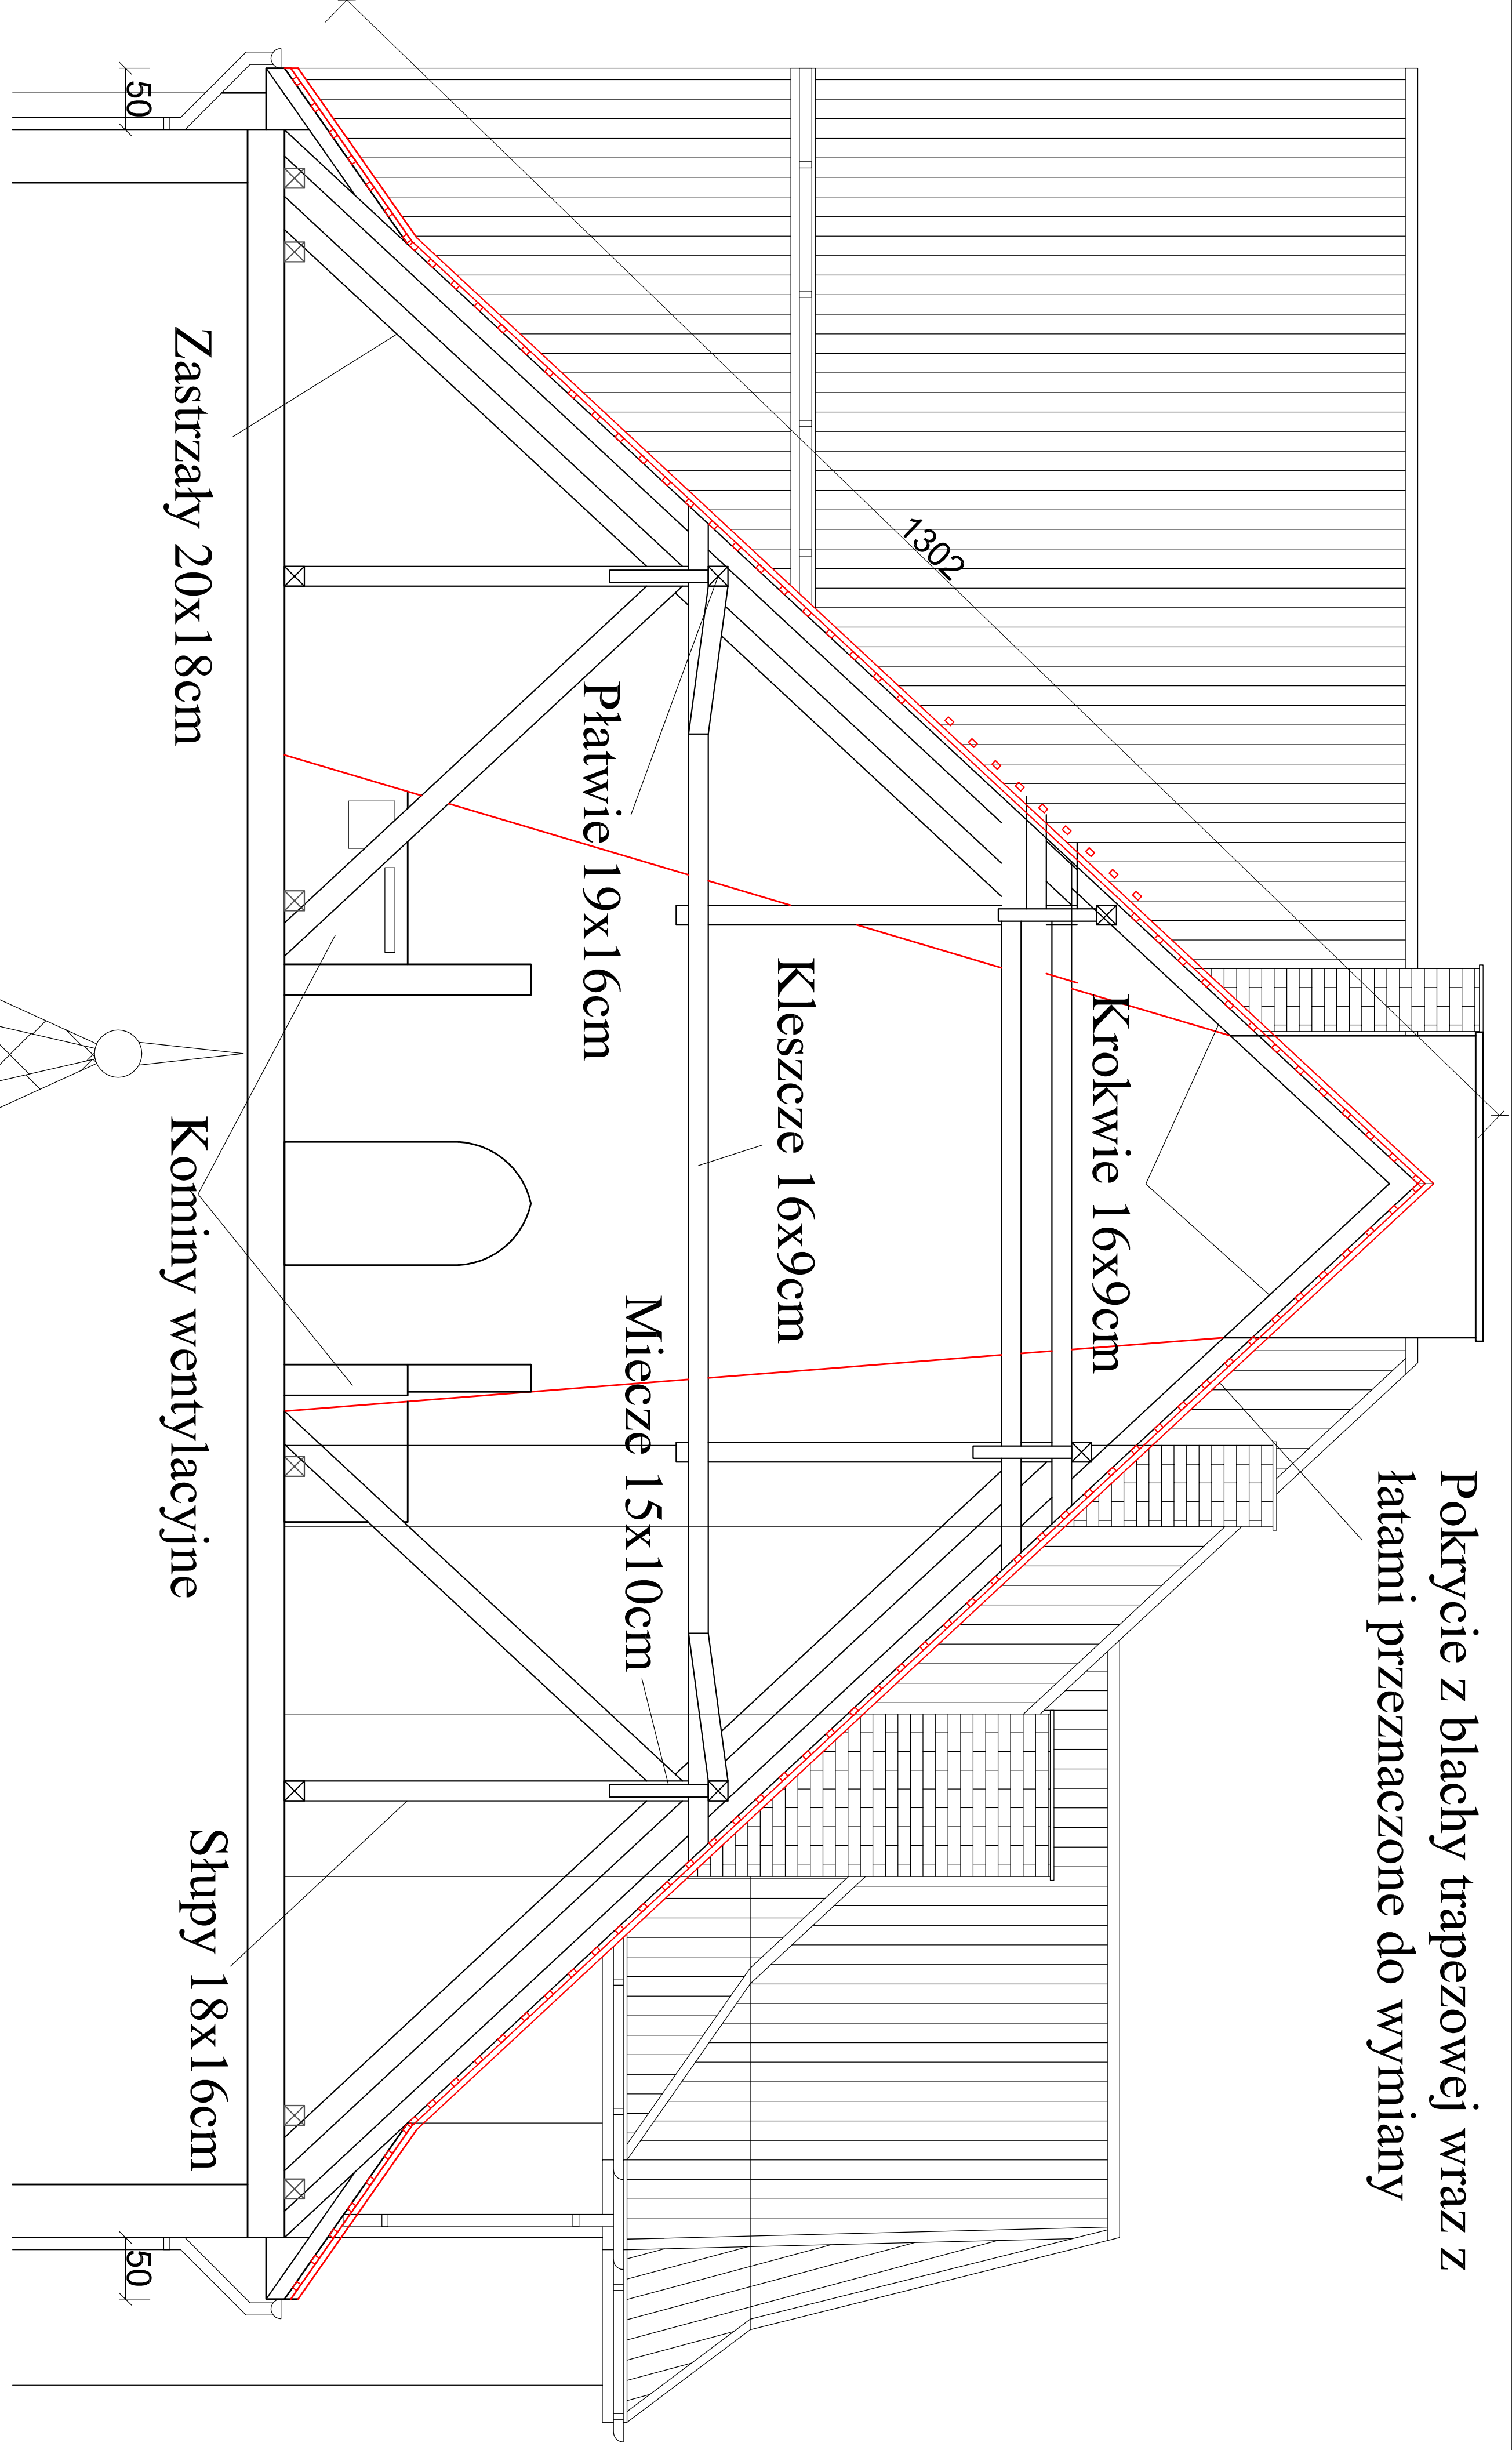 Pokrycie z blachy trapezowej wraz z
łatami przeznaczone do wymiany
1302
Krokwie 16x9cm
Kleszcze 16x9cm
Płatwie 19x16cm
Miecze 15x10cm
Zastrzały 20x18cm
Kominy wentylacyjne
Słupy 18x16cm
50
50